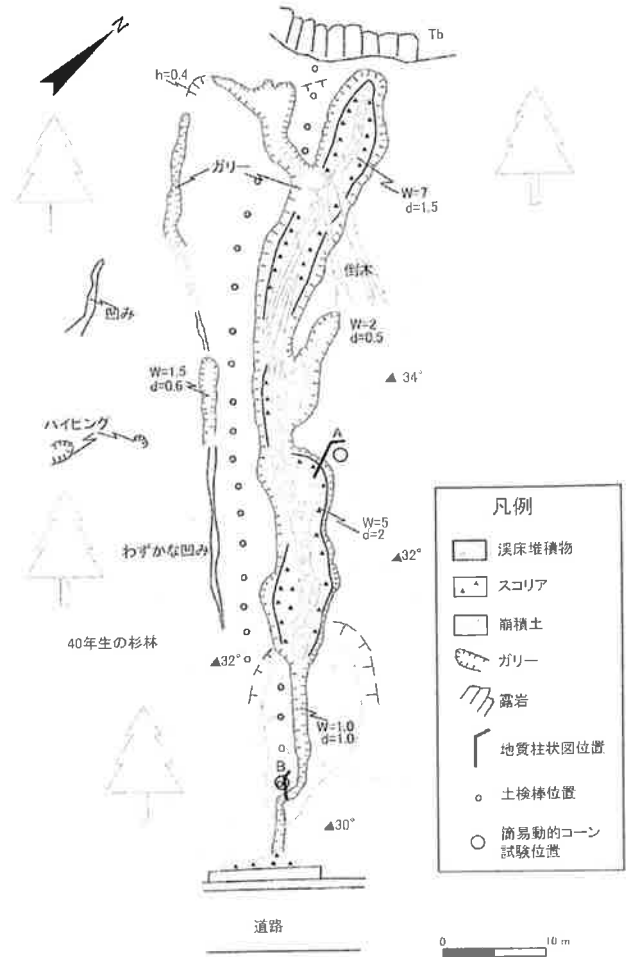 N
Tb
h=0.4
ガリー
W=7
d=1.5
倒木
凹み
W=2
d=0.5
W=1.5
d=0.6
▲34°
パイピング
A
W=5
d=2
わずかな凹み
▲32°
40年生の杉林
▲32°
W=1.0
d=1.0
B
▲30°
道路
凡例
渓床堆積物
スコリア
崩積土
ガリー
露岩
地質柱状図位置
土検棒位置
簡易動的コーン
試験位置
0 10 m